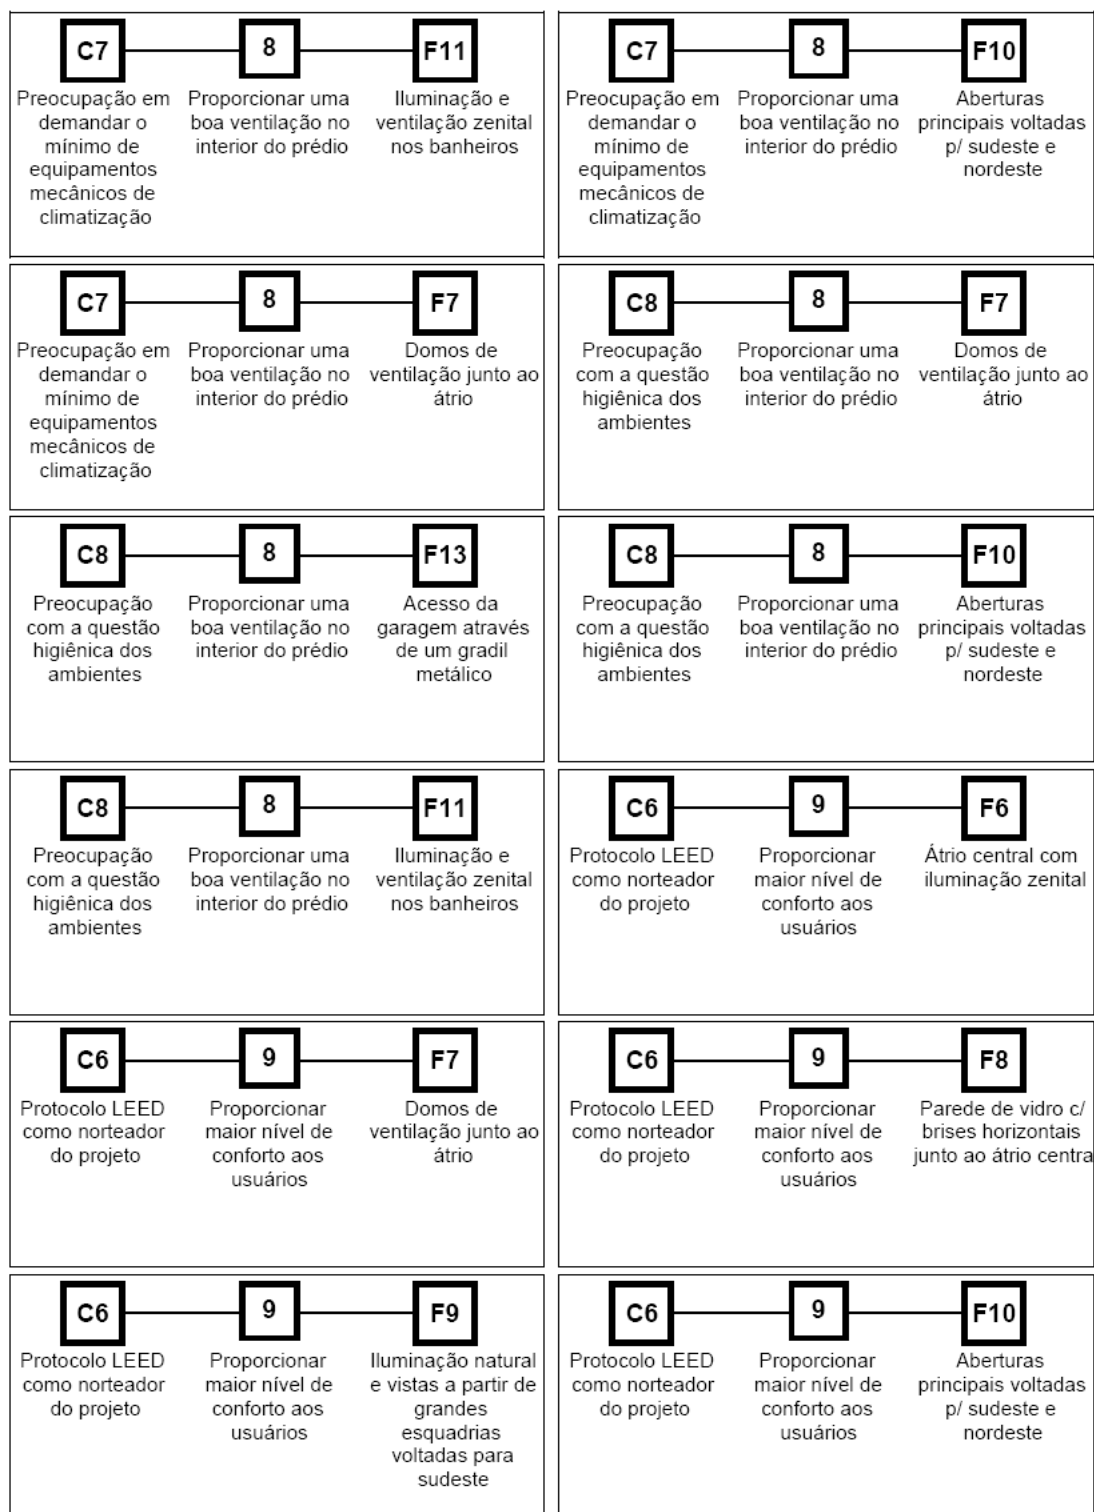 C7 8 F11
Preocupação em Proporcionar uma Iluminação e
demandar o boa ventilação no ventilação zenital
mínimo de interior do prédio nos banheiros
equipamentos
mecânicos de
climatização
C7 8 F10
Preocupação em Proporcionar uma Aberturas
demandar o boa ventilação no principais voltadas
mínimo de interior do prédio p/ sudeste e
equipamentos nordeste
mecânicos de
climatização
C7 8 F7
Preocupação em Proporcionar uma Domos de
demandar o boa ventilação no ventilação junto ao
mínimo de interior do prédio átrio
equipamentos
mecânicos de
climatização
C8 8 F7
Preocupação Proporcionar uma Domos de
com a questão boa ventilação no ventilação junto ao
higiênica dos interior do prédio átrio
ambientes
C8 8 F13
Preocupação Proporcionar uma Acesso da
com a questão boa ventilação no garagem através
higiênica dos interior do prédio de um gradil
ambientes metálico
C8 8 F10
Preocupação Proporcionar uma Aberturas
com a questão boa ventilação no principais voltadas
higiênica dos interior do prédio p/ sudeste e
ambientes nordeste
C8 8 F11
Preocupação Proporcionar uma Iluminação e
com a questão boa ventilação no ventilação zenital
higiênica dos interior do prédio nos banheiros
ambientes
C6 9 F6
Protocolo LEED Proporcionar Átrio central com
como norteador maior nível de iluminação zenital
do projeto conforto aos
usuários
C6 9 F7
Protocolo LEED Proporcionar Domos de
como norteador maior nível de ventilação junto ao
do projeto conforto aos átrio
usuários
C6 9 F8
Protocolo LEED Proporcionar Parede de vidro c/
como norteador maior nível de brises horizontais
do projeto conforto aos junto ao átrio centra
usuários
C6 9 F9
Protocolo LEED Proporcionar Iluminação natural
como norteador maior nível de e vistas a partir de
do projeto conforto aos grandes
usuários esquadrias
voltadas para
sudeste
C6 9 F10
Protocolo LEED Proporcionar Aberturas
como norteador maior nível de principais voltadas
do projeto conforto aos p/ sudeste e
usuários nordeste